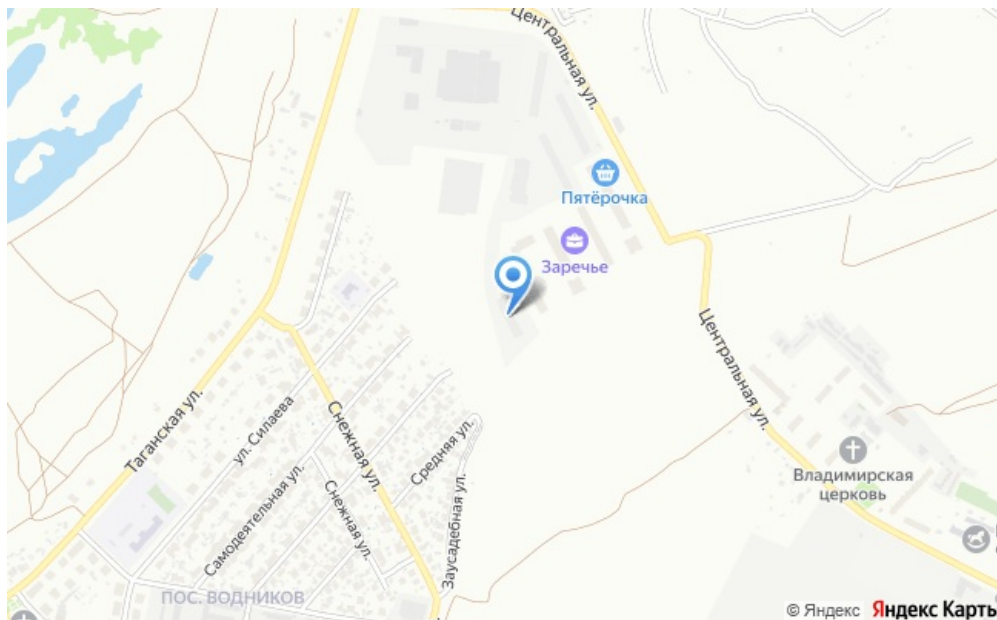 Центральная ул.
Пятёрочка
Заречье
Центральная ул.
Таганская ул.
ул. Силаева
Снежная ул.
Средняя ул.
Самодеятельная ул.
Снежная ул.
Заусадебная ул.
Владимирская
церковь
ПОС. ВОДНИКОВ
© Яндекс Яндекс Карты